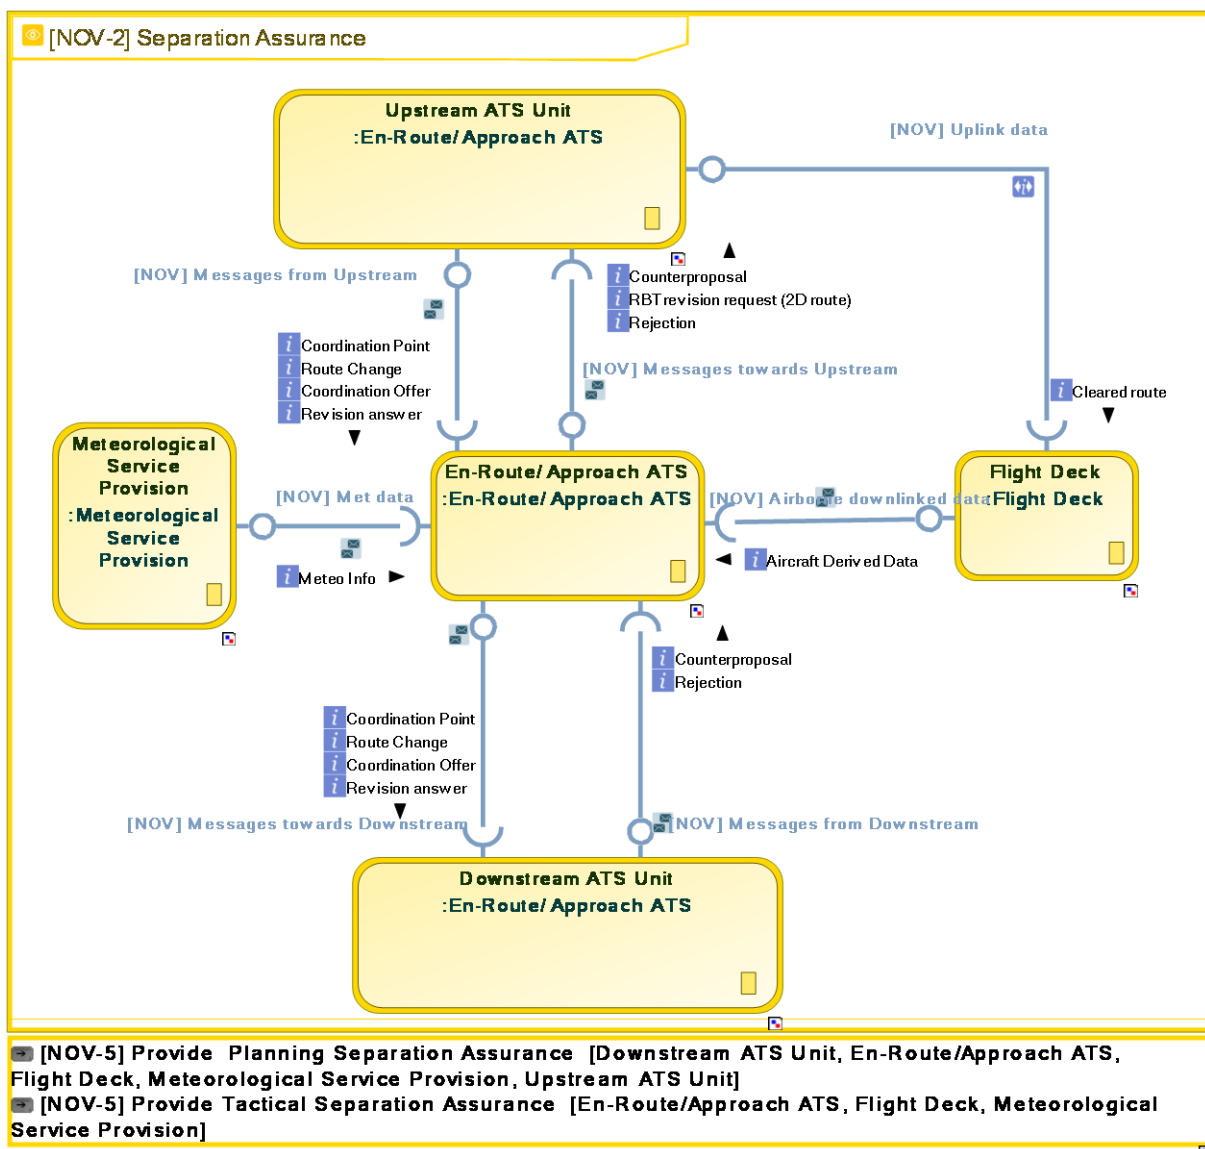 [NOV-2] Separation Assurance
Upstream ATS Unit
:En-Route/Approach ATS
[NOV] Uplink data
[NOV] Messages from Upstream
Counterproposal
RBT revision request (2D route)
Rejection
Coordination Point
Route Change
Coordination Offer
Revision answer
[NOV] Messages towards Upstream
Cleared route
Meteorological
Service
Provision
:Meteorological
Service
Provision
[NOV] Met data
Meteo Info
En-Route/Approach ATS
:En-Route/Approach ATS
[NOV] Airborne downlinked data
Flight Deck
:Flight Deck
Aircraft Derived Data
Counterproposal
Rejection
Coordination Point
Route Change
Coordination Offer
Revision answer
[NOV] Messages towards Downstream
[NOV] Messages from Downstream
Downstream ATS Unit
:En-Route/Approach ATS
[NOV-5] Provide Planning Separation Assurance [Downstream ATS Unit, En-Route/Approach ATS,
Flight Deck, Meteorological Service Provision, Upstream ATS Unit]
[NOV-5] Provide Tactical Separation Assurance [En-Route/Approach ATS, Flight Deck, Meteorological
Service Provision]